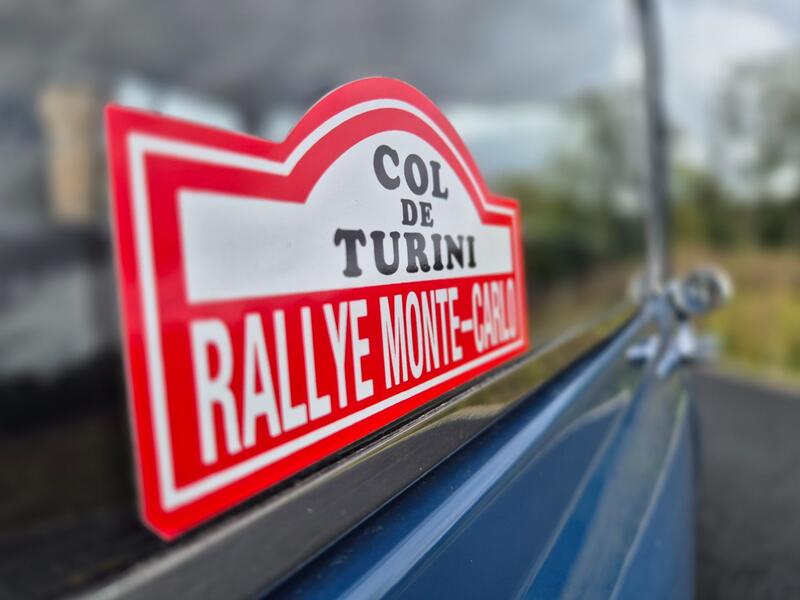 COL
DE
TURINI
RALLYE MONTE-CARLO